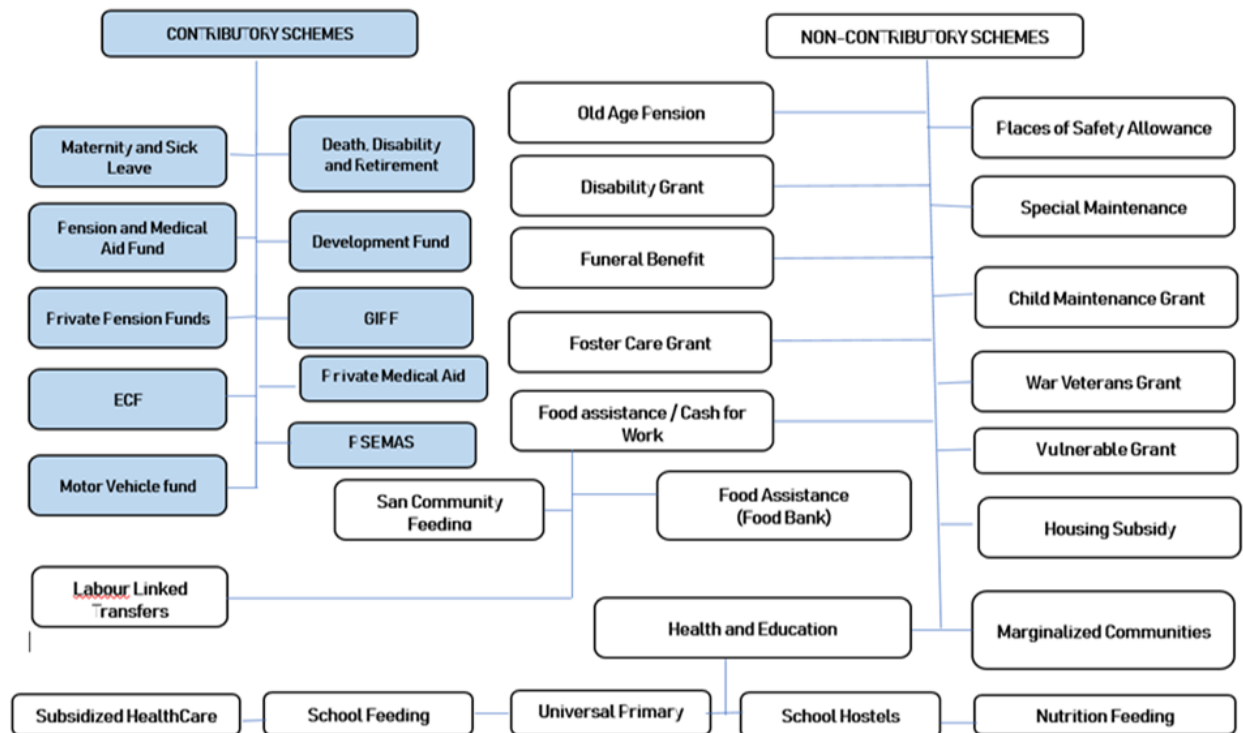 CONTRIBUTORY SCHEMES
NON-CONTRIBUTORY SCHEMES
Maternity and Sick
Leave
Death, Disability
and Retirement
Pension and Medical
Aid Fund
Development Fund
Private Pension Funds
GIPF
ECF
Private Medical Aid
Motor Vehicle fund
PSEMAS
Old Age Pension
Places of Safety Allowance
Disability Grant
Special Maintenance
Funeral Benefit
Child Maintenance Grant
Foster Care Grant
War Veterans Grant
Food assistance / Cash for
Work
Vulnerable Grant
San Community
Feeding
Food Assistance
(Food Bank)
Housing Subsidy
Labour Linked
Transfers
Health and Education
Marginalized Communities
Subsidized HealthCare
School Feeding
Universal Primary
School Hostels
Nutrition Feeding